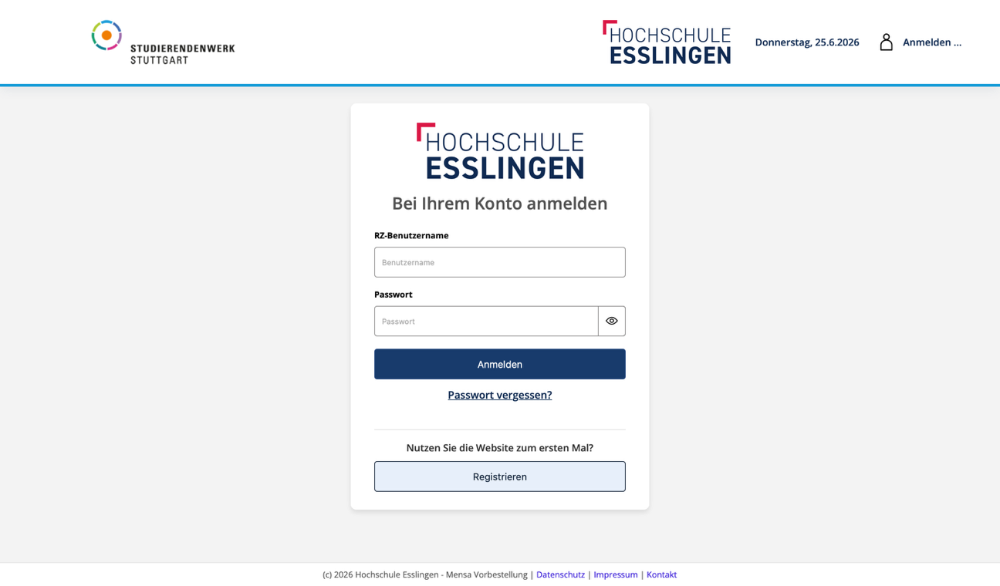 STUDIERENDENWERK
STUTTGART
HOCHSCHULE
ESSLINGEN
Donnerstag, 25.6.2026
Anmelden ...
HOCHSCHULE
ESSLINGEN
Bei Ihrem Konto anmelden
RZ-Benutzername
Benutzername
Passwort
Passwort
Anmelden
Passwort vergessen?
Nutzen Sie die Website zum ersten Mal?
Registrieren
(c) 2026 Hochschule Esslingen - Mensa Vorbestellung | Datenschutz | Impressum | Kontakt